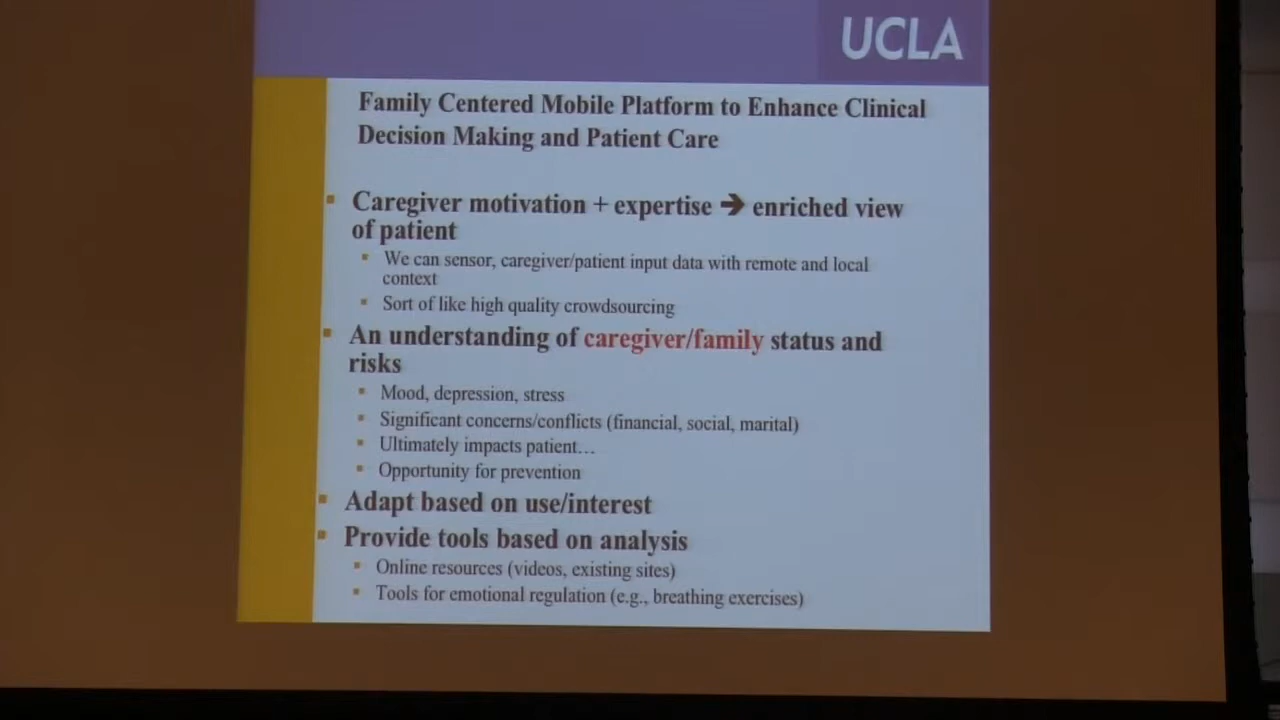 UCLA
Family Centered Mobile Platform to Enhance Clinical
Decision Making and Patient Care
Caregiver motivation + expertise ➔ enriched view
of patient
We can sensor, caregiver/patient input data with remote and local
context
Sort of like high quality crowdsourcing
An understanding of caregiver/family status and
risks
Mood, depression, stress
Significant concerns/conflicts (financial, social, marital)
Ultimately impacts patient…
Opportunity for prevention
Adapt based on use/interest
Provide tools based on analysis
Online resources (videos, existing sites)
Tools for emotional regulation (e.g., breathing exercises)